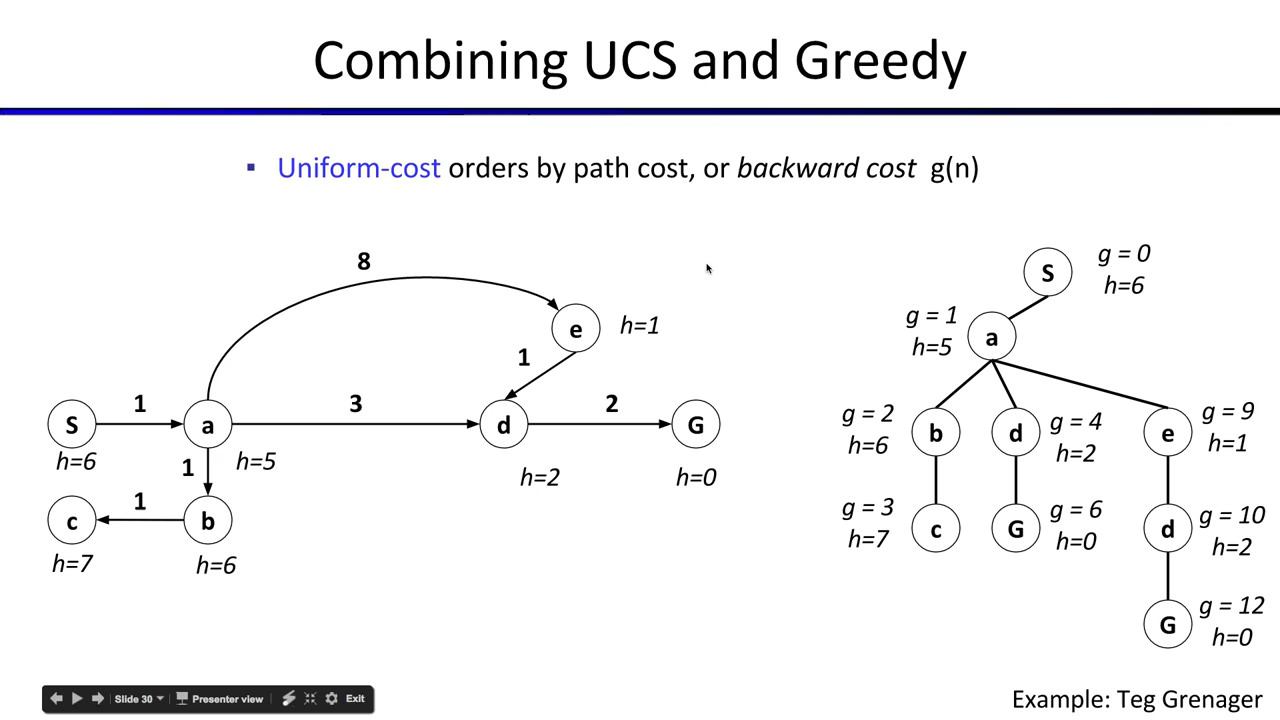 Combining UCS and Greedy
▪ Uniform-cost orders by path cost, or backward cost g(n)
8
e
h=1
1
S
1
a
3
d
2
G
h=6
1
h=5
h=2
h=0
c
1
b
h=7
h=6
S
g = 0
h=6
g = 1
h=5
a
g = 2
h=6
b
d
g = 4
h=2
e
g = 9
h=1
g = 3
h=7
c
G
g = 6
h=0
d
g = 10
h=2
G
g = 12
h=0
Slide 30
Presenter view
Exit
Example: Teg Grenager